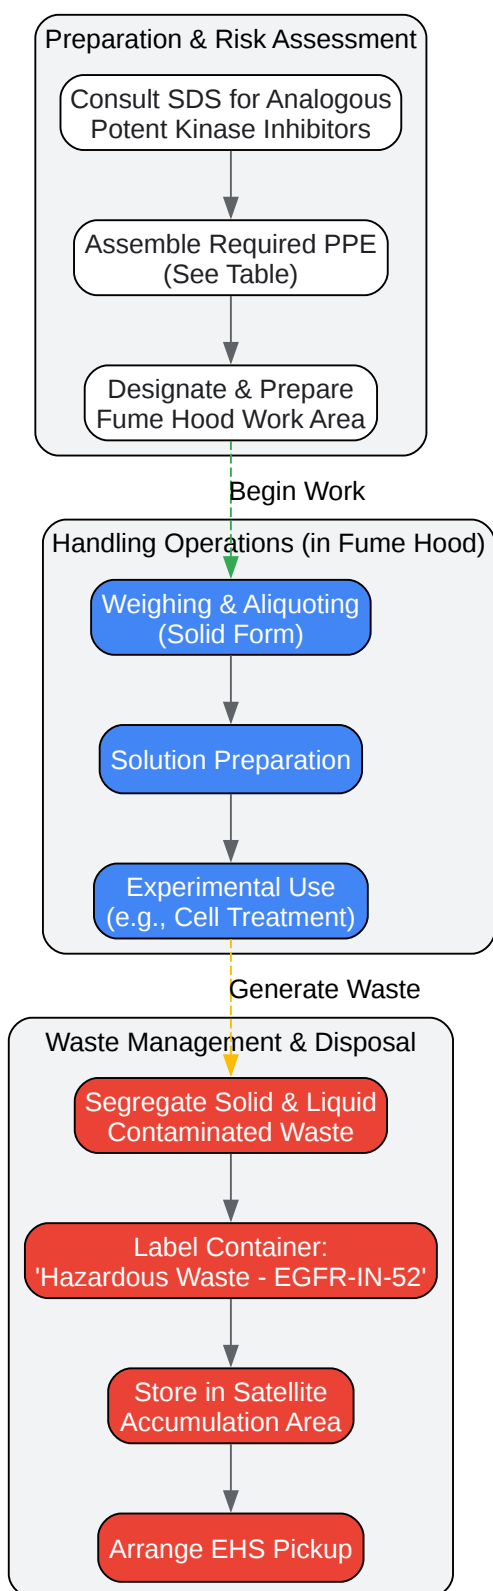 Preparation & Risk Assessment
Consult SDS for Analogous
Potent Kinase Inhibitors
Assemble Required PPE
(See Table)
Designate & Prepare
Fume Hood Work Area
Begin Work
Handling Operations (in Fume Hood)
Weighing & Aliquoting
(Solid Form)
Solution Preparation
Experimental Use
(e.g., Cell Treatment)
Generate Waste
Waste Management & Disposal
Segregate Solid & Liquid
Contaminated Waste
Label Container:
'Hazardous Waste - EGFR-IN-52'
Store in Satellite
Accumulation Area
Arrange EHS Pickup